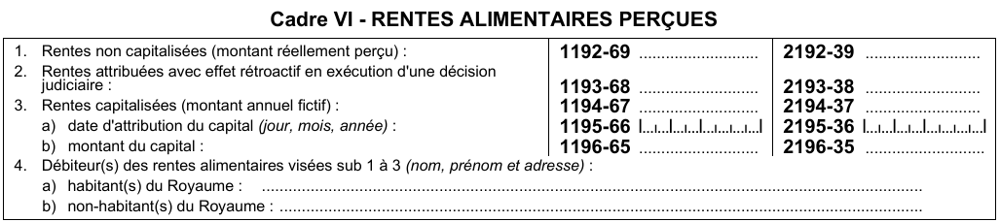 Cadre VI - RENTES ALIMENTAIRES PERÇUES
1. Rentes non capitalisées (montant réellement perçu) : 1192-69 ........................... 2192-39 ..........................
2. Rentes attribuées avec effet rétroactif en exécution d'une décision
judiciaire : 1193-68 ........................... 2193-38 ..........................
3. Rentes capitalisées (montant annuel fictif) : 1194-67 ........................... 2194-37 ..........................
a) date d'attribution du capital (jour, mois, année) : 1195-66 |...ı...|...ı...|...ı...ı...ı...| 2195-36 |...ı...|...ı...|...ı...ı...ı...|
b) montant du capital : 1196-65 ........................... 2196-35 ...........................
4. Débiteur(s) des rentes alimentaires visées sub 1 à 3 (nom, prénom et adresse) :
a) habitant(s) du Royaume : ....................................................................................................................................................
b) non-habitant(s) du Royaume : ................................................................................................................................................